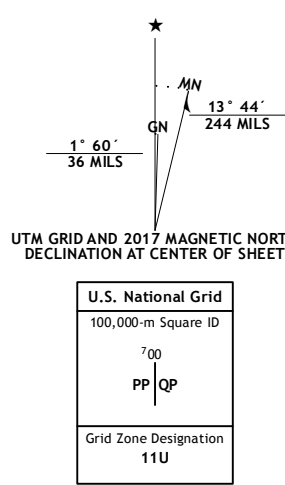 ★
MN
GN
13° 44´
244 MILS
1° 60´
36 MILS
UTM GRID AND 2017 MAGNETIC NORT
DECLINATION AT CENTER OF SHEET
U.S. National Grid
100,000-m Square ID
⁷00
PP QP
Grid Zone Designation
11U